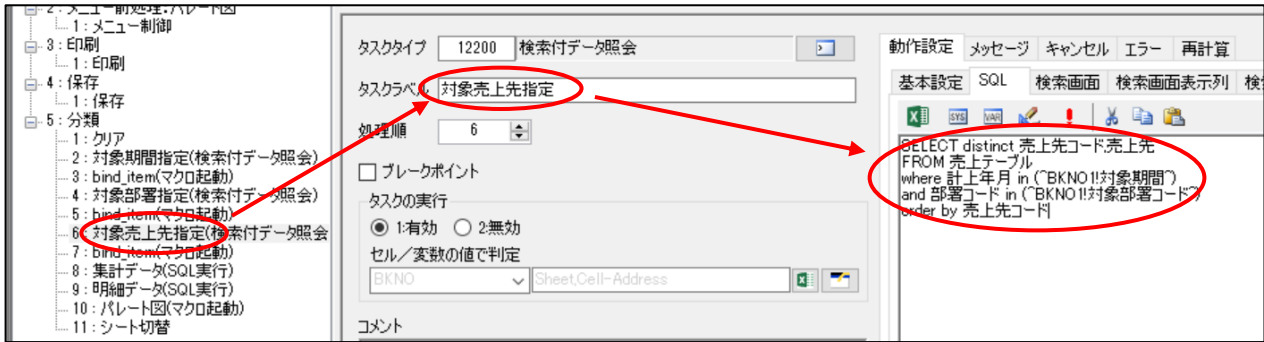 2 : メニュー前処理:パレート図
1 : メニュー制御
3 : 印刷
1 : 印刷
4 : 保存
1 : 保存
5 : 分類
1 : クリア
2 : 対象期間指定(検索付データ照会)
3 : bind_item(マクロ起動)
4 : 対象部署指定(検索付データ照会)
5 : bind_item(マクロ起動)
6 : 対象売上先指定(検索付データ照会
7 : bind_item(マクロ起動)
8 : 集計データ(SQL実行)
9 : 明細データ(SQL実行)
10 : パレート図(マクロ起動)
11 : シート切替
タスクタイプ 12200 検索付データ照会
タスクラベル 対象売上先指定
処理順 6
ブレークポイント
タスクの実行
1:有効 2:無効
セル／変数の値で判定
BKNO Sheet,Cell-Address
コメント
動作設定 メッセージ キャンセル エラー 再計算
基本設定 SQL 検索画面 検索画面表示列 検
SYS VAR
SELECT distinct 売上先コード,売上先
FROM 売上テーブル
where 計上年月 in (^BKNO1!対象期間^)
and 部署コード in (^BKNO1!対象部署コード^)
order by 売上先コード